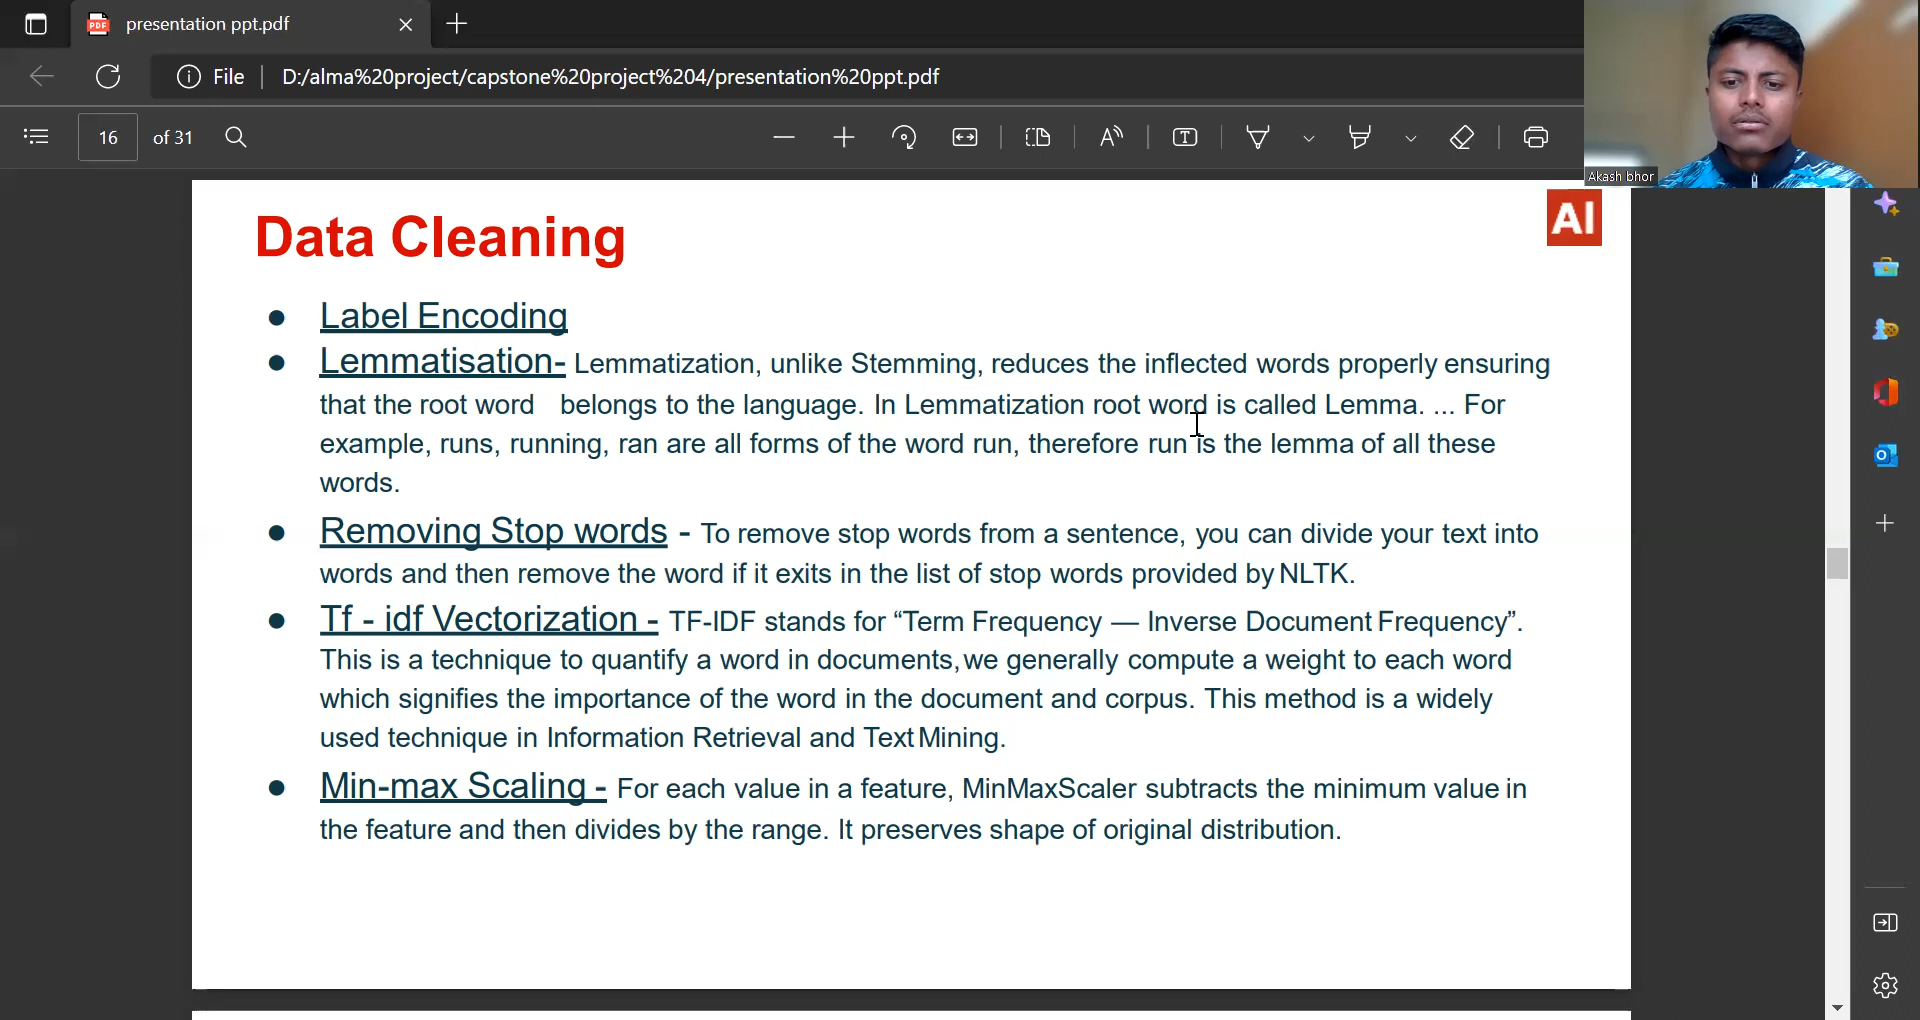 presentation ppt.pdf
File
D:/alma%20project/capstone%20project%204/presentation%20ppt.pdf
16 of 31
Akash bhor
AI
Data Cleaning
● Label Encoding
● Lemmatisation- Lemmatization, unlike Stemming, reduces the inflected words properly ensuring
that the root word belongs to the language. In Lemmatization root word is called Lemma. ... For
example, runs, running, ran are all forms of the word run, therefore run is the lemma of all these
words.
● Removing Stop words - To remove stop words from a sentence, you can divide your text into
words and then remove the word if it exits in the list of stop words provided by NLTK.
● Tf - idf Vectorization - TF-IDF stands for “Term Frequency — Inverse Document Frequency”.
This is a technique to quantify a word in documents, we generally compute a weight to each word
which signifies the importance of the word in the document and corpus. This method is a widely
used technique in Information Retrieval and Text Mining.
● Min-max Scaling - For each value in a feature, MinMaxScaler subtracts the minimum value in
the feature and then divides by the range. It preserves shape of original distribution.